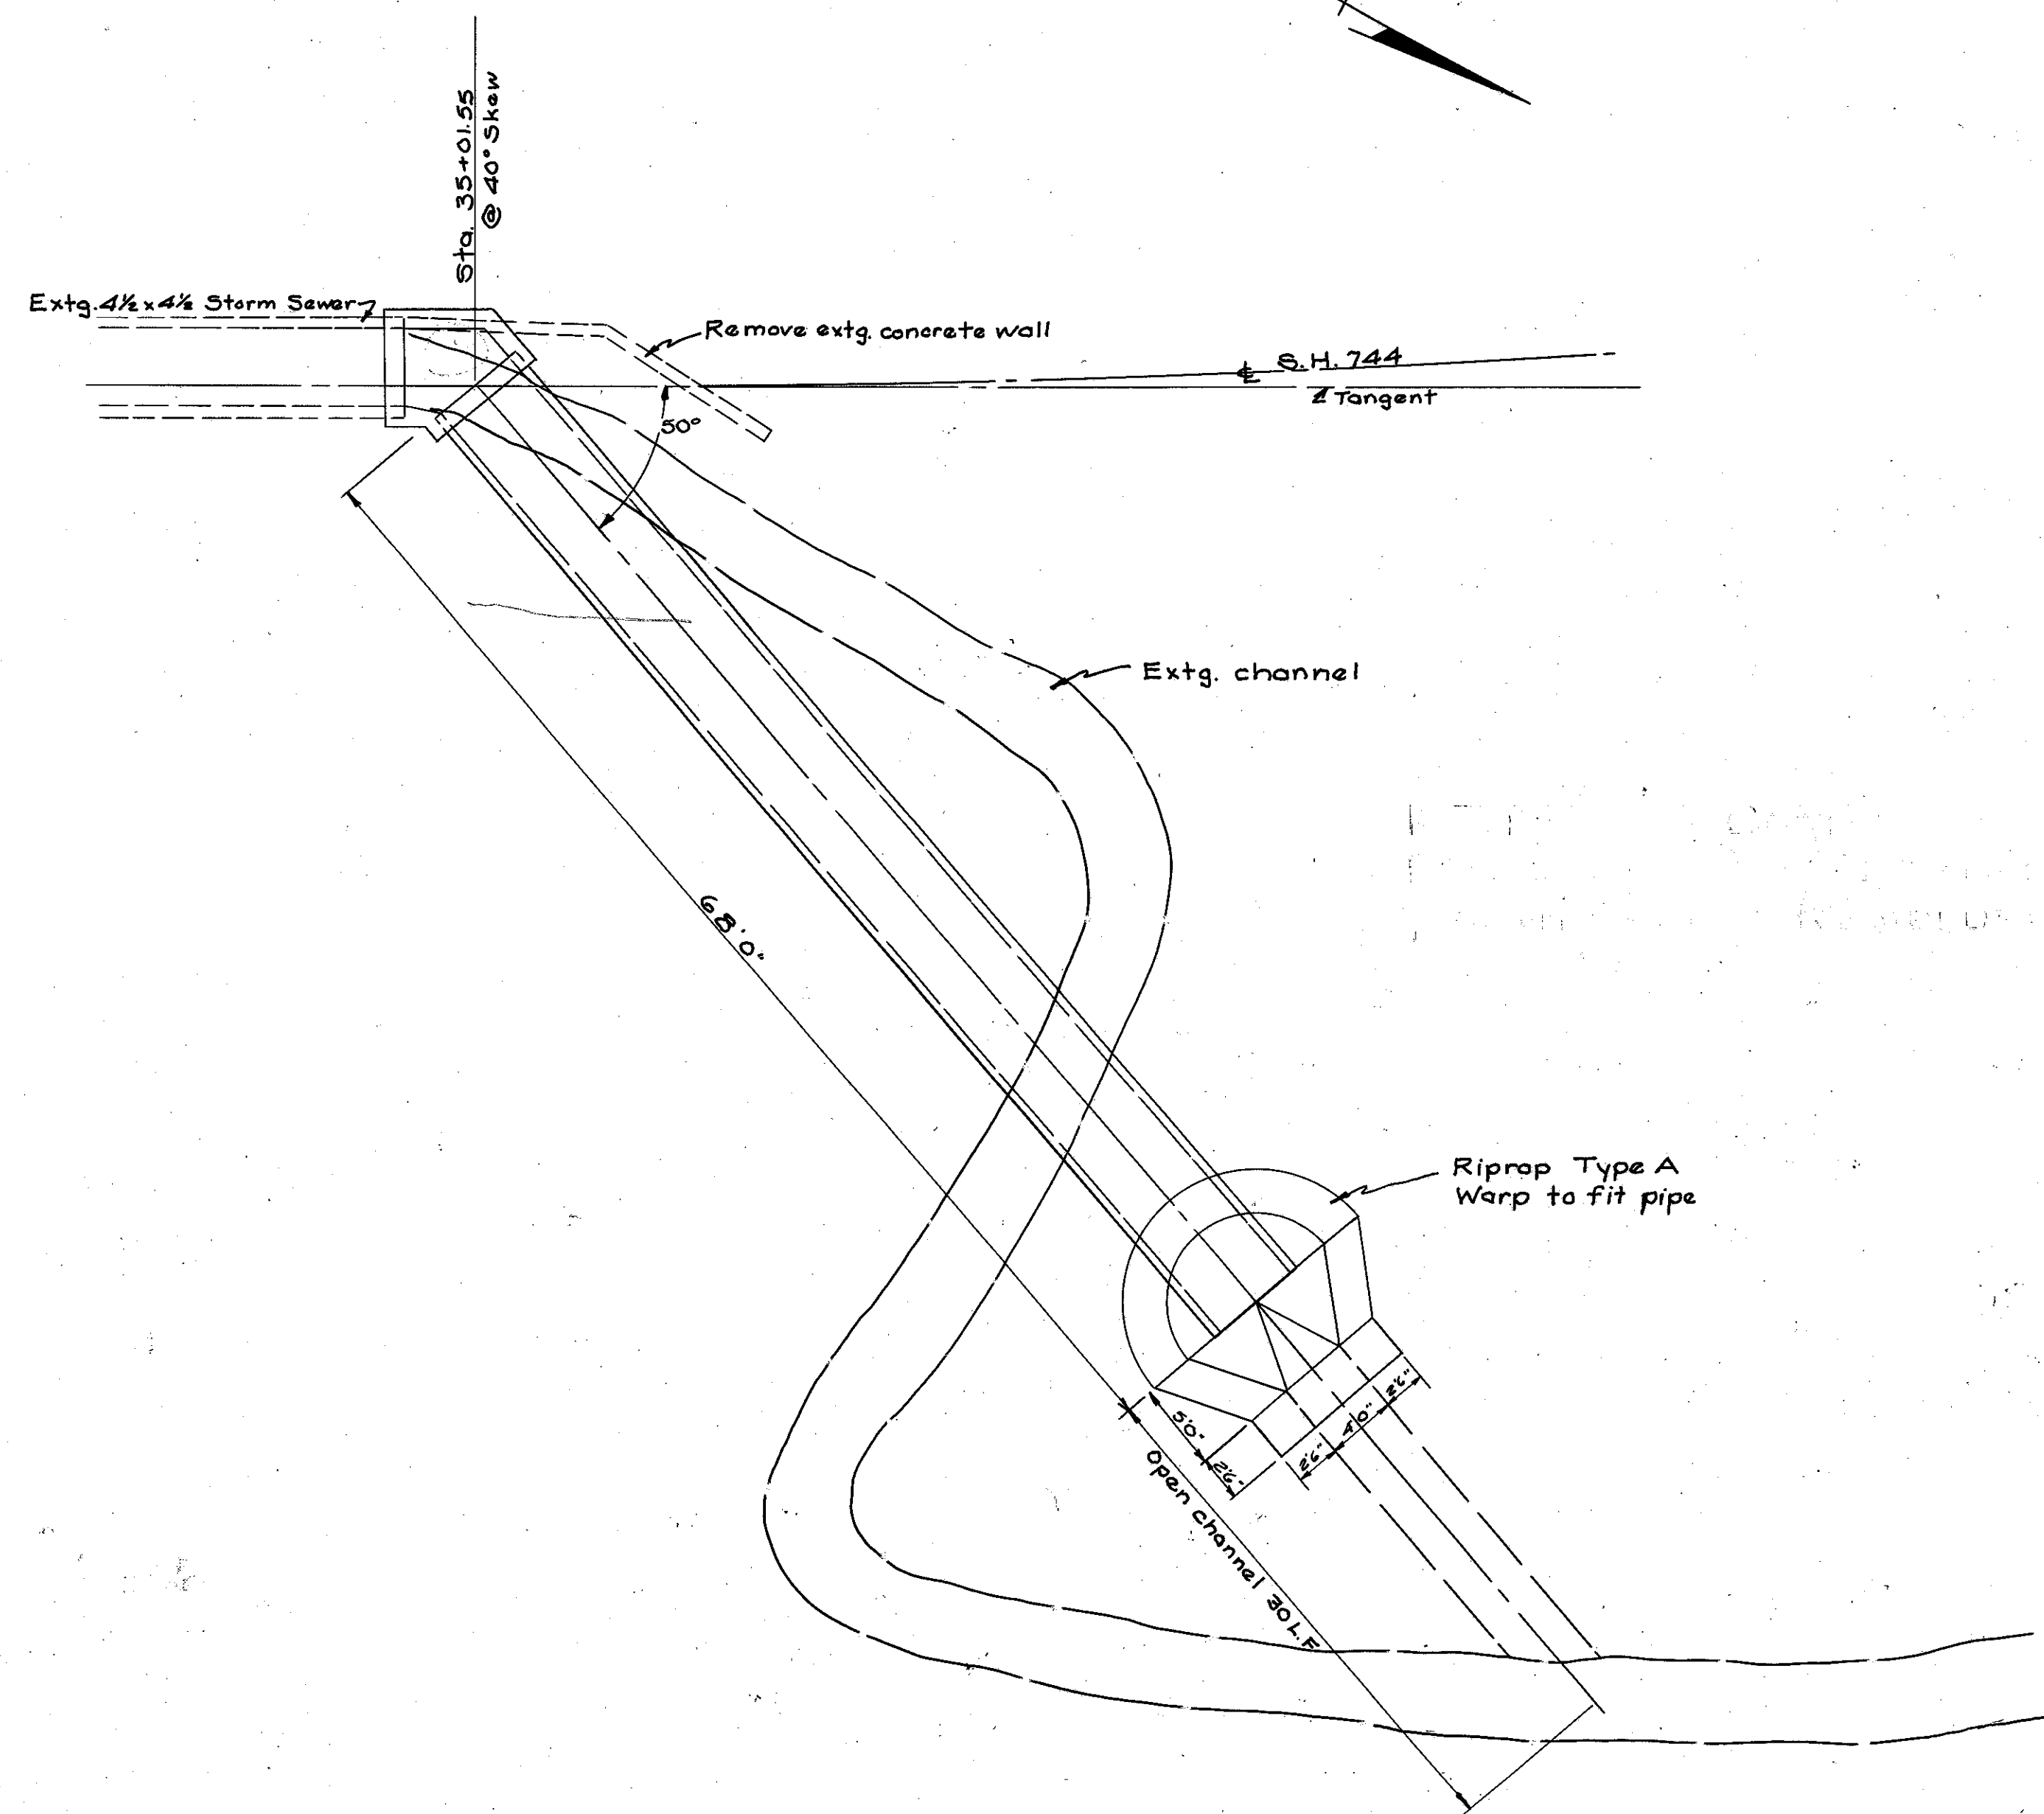 Sta. 35+01.55
@ 40° Skew
Extg. 4½ x 4½ Storm Sewer
Remove extg. concrete wall
℄ S.H. 744
Tangent
50°
Extg. channel
68'0"
Riprap Type A
Warp to fit pipe
5'0"
2'6"
2'6"
4'0"
2'6"
Open channel 30 L.F.